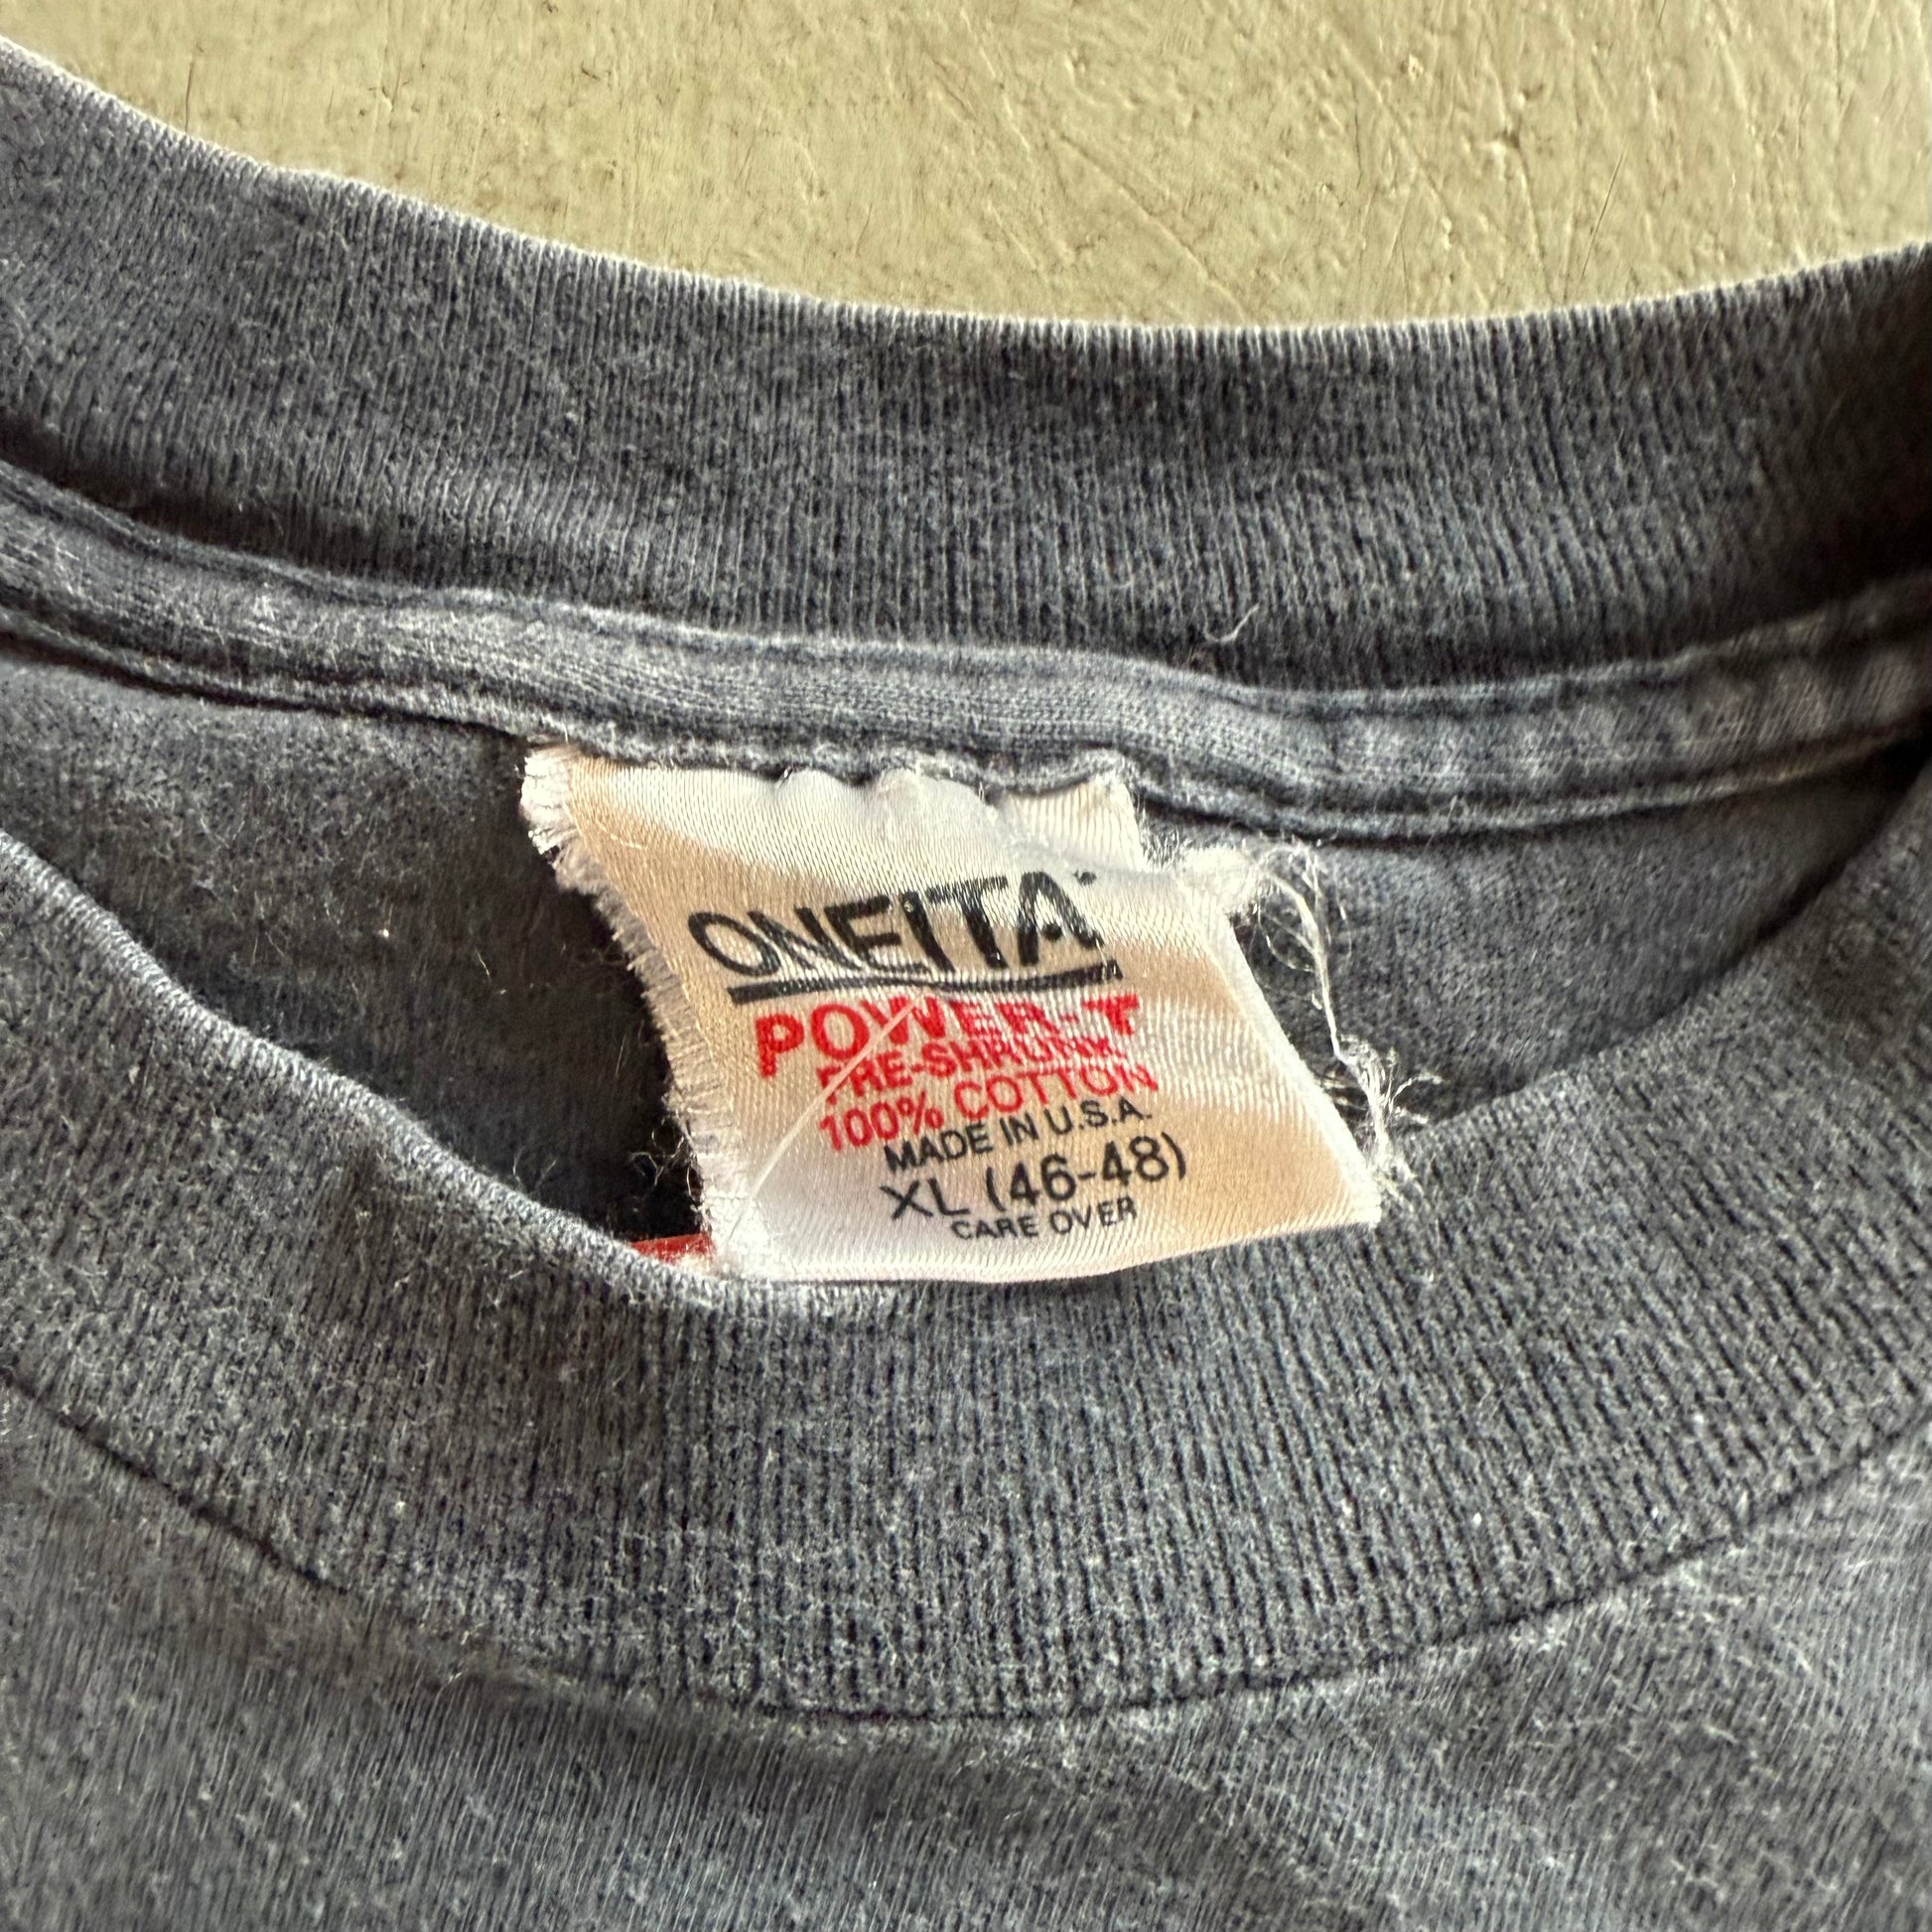 ONEITA
POWER-T
PRE-SHRUNK
100% COTTON
MADE IN U.S.A.
XL (46-48)
CARE OVER